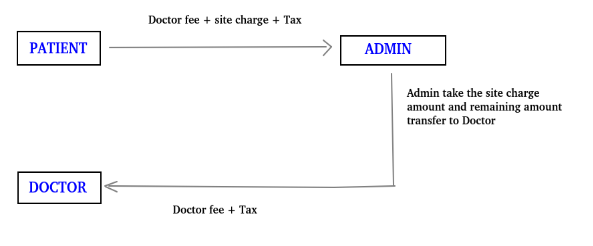 Doctor fee + site charge + Tax
PATIENT
ADMIN
Admin take the site charge
amount and remaining amount
transfer to Doctor
DOCTOR
Doctor fee + Tax